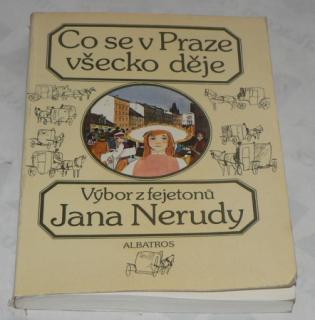 Co se v Praze
všecko děje
Výbor z fejetonů
Jana Nerudy
ALBATROS